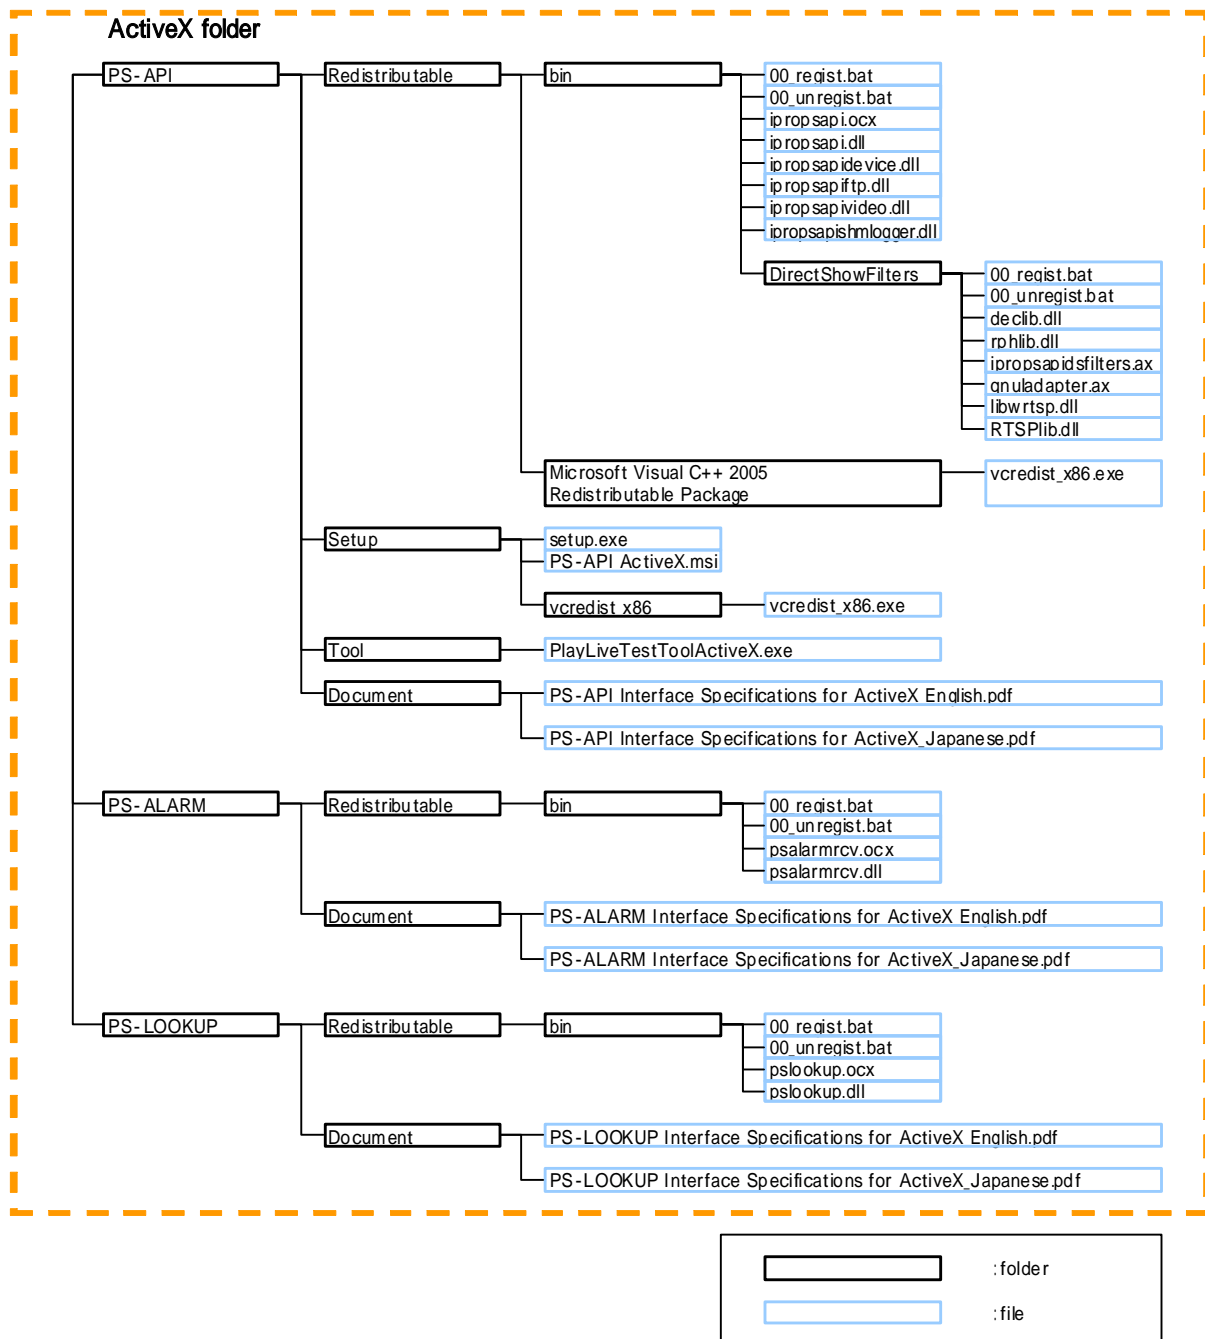 ActiveX folder
PS-API
Redistributable
bin
00_regist.bat
00_unregist.bat
ipropsapi.ocx
ipropsapi.dll
ipropsapidevice.dll
ipropsapiftp.dll
ipropsapivideo.dll
ipropsapishmlogger.dll
DirectShowFilters
00_regist.bat
00_unregist.bat
declib.dll
rphlib.dll
ipropsapidsfilters.ax
gnuladapter.ax
libwrtsp.dll
RTSPlib.dll
Microsoft Visual C++ 2005
Redistributable Package
vcredist_x86.exe
Setup
setup.exe
PS-API ActiveX.msi
vcredist_x86
vcredist_x86.exe
Tool
PlayLiveTestToolActiveX.exe
Document
PS-API Interface Specifications for ActiveX_English.pdf
PS-API Interface Specifications for ActiveX_Japanese.pdf
PS-ALARM
Redistributable
bin
00_regist.bat
00_unregist.bat
psalarmrcv.ocx
psalarmrcv.dll
Document
PS-ALARM Interface Specifications for ActiveX_English.pdf
PS-ALARM Interface Specifications for ActiveX_Japanese.pdf
PS-LOOKUP
Redistributable
bin
00_regist.bat
00_unregist.bat
pslookup.ocx
pslookup.dll
Document
PS-LOOKUP Interface Specifications for ActiveX_English.pdf
PS-LOOKUP Interface Specifications for ActiveX_Japanese.pdf
:folder
:file